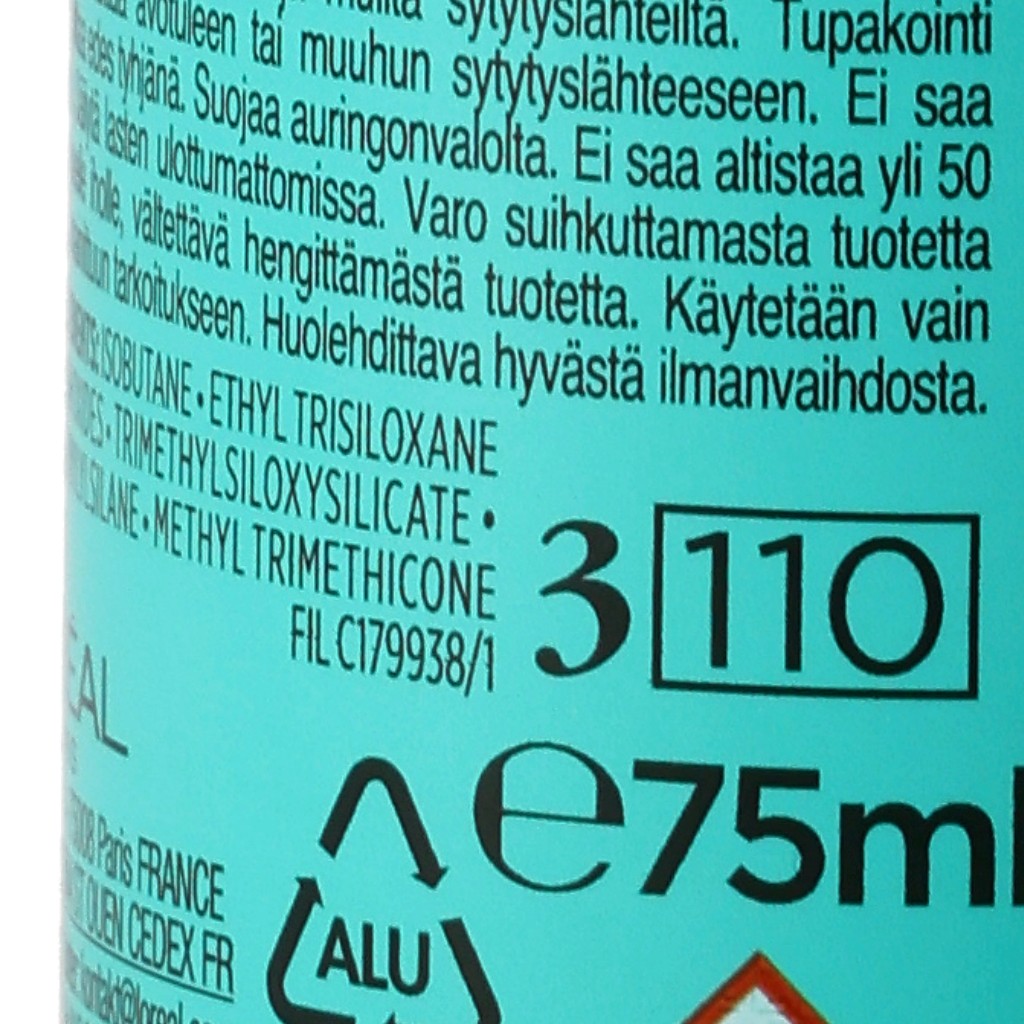 sytytyslähteiltä. Tupakointi
avotuleen tai muuhun sytytyslähteeseen. Ei saa
edes tyhjänä. Suojaa auringonvalolta. Ei saa altistaa yli 50
lasten ulottumattomissa. Varo suihkuttamasta tuotetta
iholle, vältettävä hengittämästä tuotetta. Käytetään vain
tarkoitukseen. Huolehdittava hyvästä ilmanvaihdosta.
ISOBUTANE • ETHYL TRISILOXANE
• TRIMETHYLSILOXYSILICATE •
• METHYL TRIMETHICONE
FIL C179938/1
3 110
℮75ml
Paris FRANCE
OUEN CEDEX FR
ALU